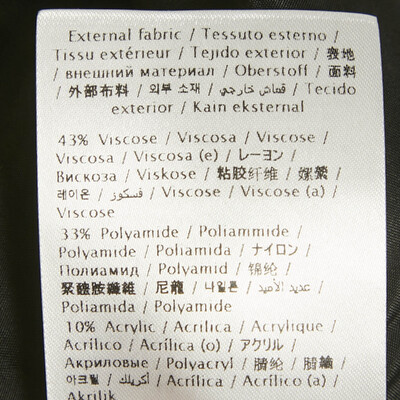 External fabric / Tessuto esterno /
Tissu extérieur / Tejido exterior / 表地
/ внешний материал / Oberstoff / 面料
/ 外部布料 / 외부 소재 / قماش خارجي / Tecido
exterior / Kain eksternal
43% Viscose / Viscosa / Viscose /
Viscosa / Viscosa (e) / レーヨン /
Вискоза / Viskose / 粘胶纤维 / 嫘縈 /
레이온 / فسكوز / Viscose / Viscose (a) /
Viscose
33% Polyamide / Poliammide /
Polyamide / Poliamida / ナイロン /
Полиамид / Polyamid / 锦纶 /
聚醯胺纖維 / 尼龍 / 나일론 / عديد الأميد /
Poliamida / Polyamide
10% Acrylic / Acrilica / Acrylique /
Acrílico / Acrílica (o) / アクリル /
Акриловые / Polyacryl / 腈纶 / 腈綸 /
아크릴 / أكريلك / Acrílica / Acrílico (a) /
Akrilik